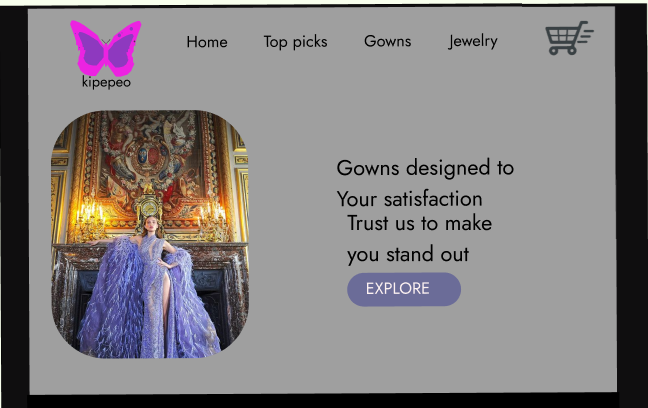 Home Top picks Gowns Jewelry
kipepeo
Gowns designed to
Your satisfaction
Trust us to make
you stand out
EXPLORE